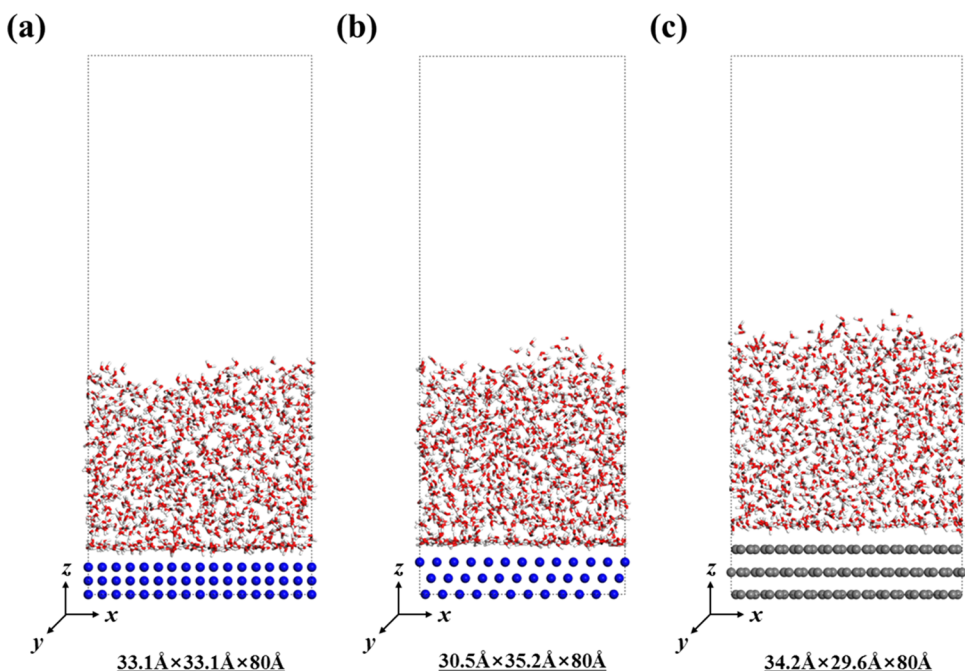 (a)
(b)
(c)
z
x
y
z
x
y
z
x
y
33.1Å×33.1Å×80Å
30.5Å×35.2Å×80Å
34.2Å×29.6Å×80Å